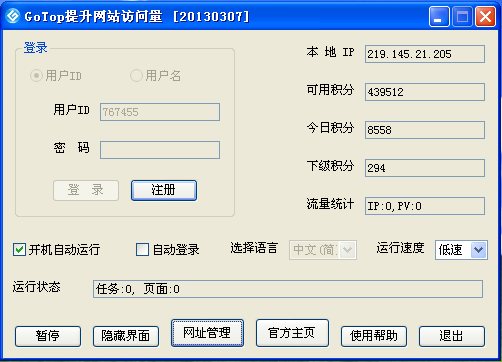 GoTop提升网站访问量 [20130307]
登录
用户ID 用户名
用户ID 767455
密 码
登 录 注册
本 地 IP 219.145.21.205
可用积分 439512
今日积分 8558
下级积分 294
流量统计 IP:0,PV:0
开机自动运行 自动登录 选择语言 中文(简 运行速度 低速
运行状态 任务:0, 页面:0
暂停 隐藏界面 网址管理 官方主页 使用帮助 退出